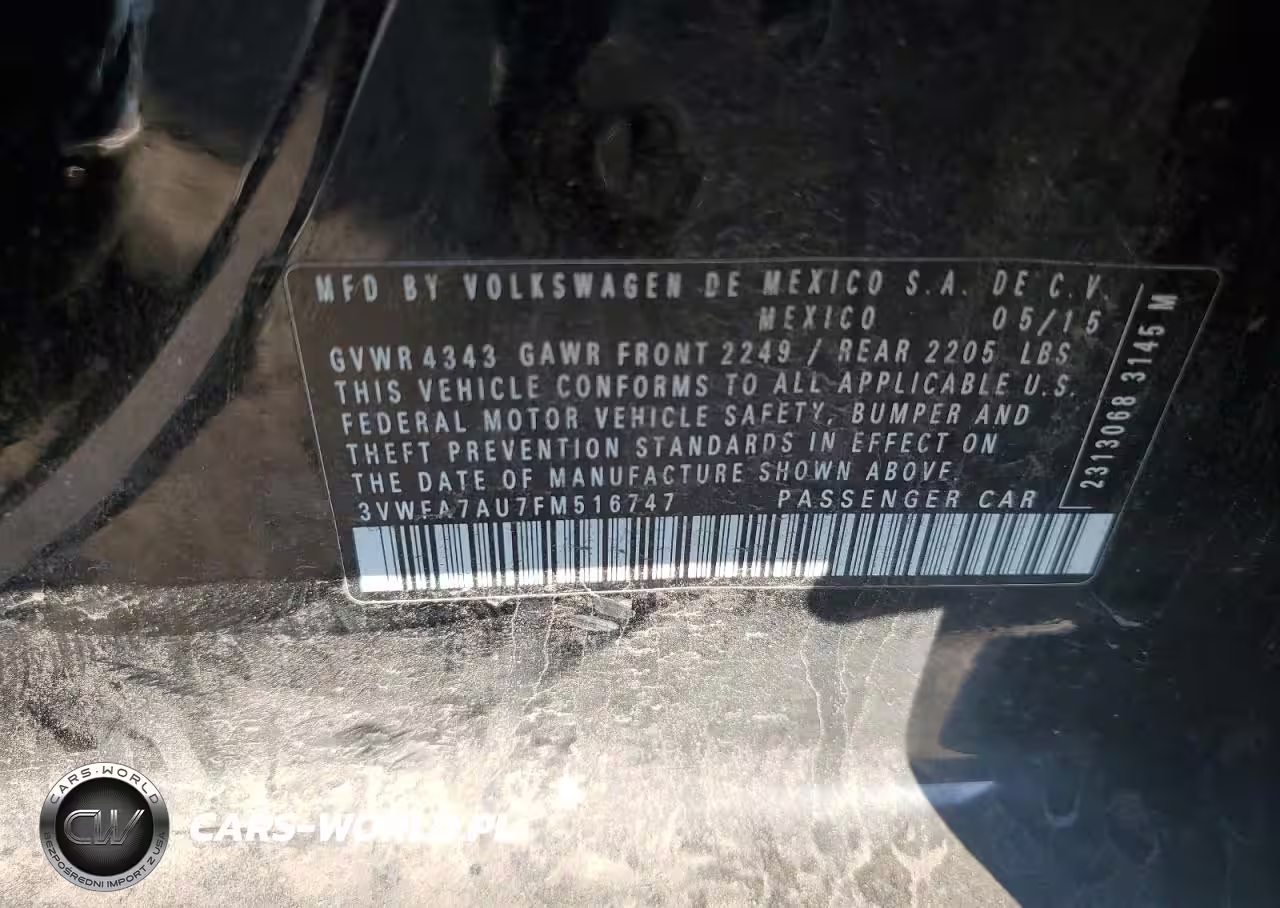 MFD BY VOLKSWAGEN DE MEXICO S.A. DE C.V.
MEXICO 05/15
GVWR 4343 GAWR FRONT 2249 / REAR 2205 LBS
THIS VEHICLE CONFORMS TO ALL APPLICABLE U.S.
FEDERAL MOTOR VEHICLE SAFETY, BUMPER AND
THEFT PREVENTION STANDARDS IN EFFECT ON
THE DATE OF MANUFACTURE SHOWN ABOVE.
3VWFA7AU7FM516747 PASSENGER CAR
2313068 3145 M
CARS-WORLD
CW
BEZPOŚREDNI IMPORT Z USA
CARS-WORLD.PL